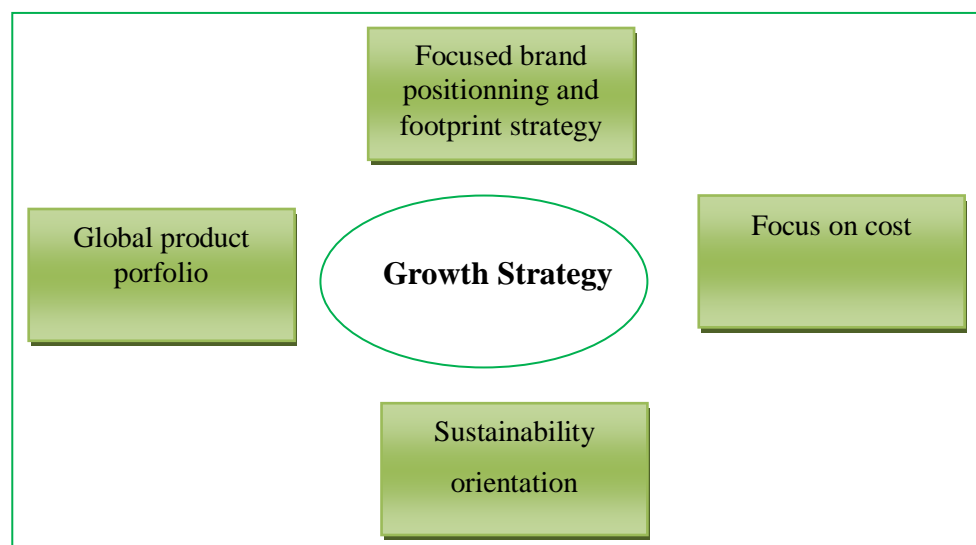 Focused brand
positionning and
footprint strategy
Global product
porfolio
Growth Strategy
Focus on cost
Sustainability
orientation